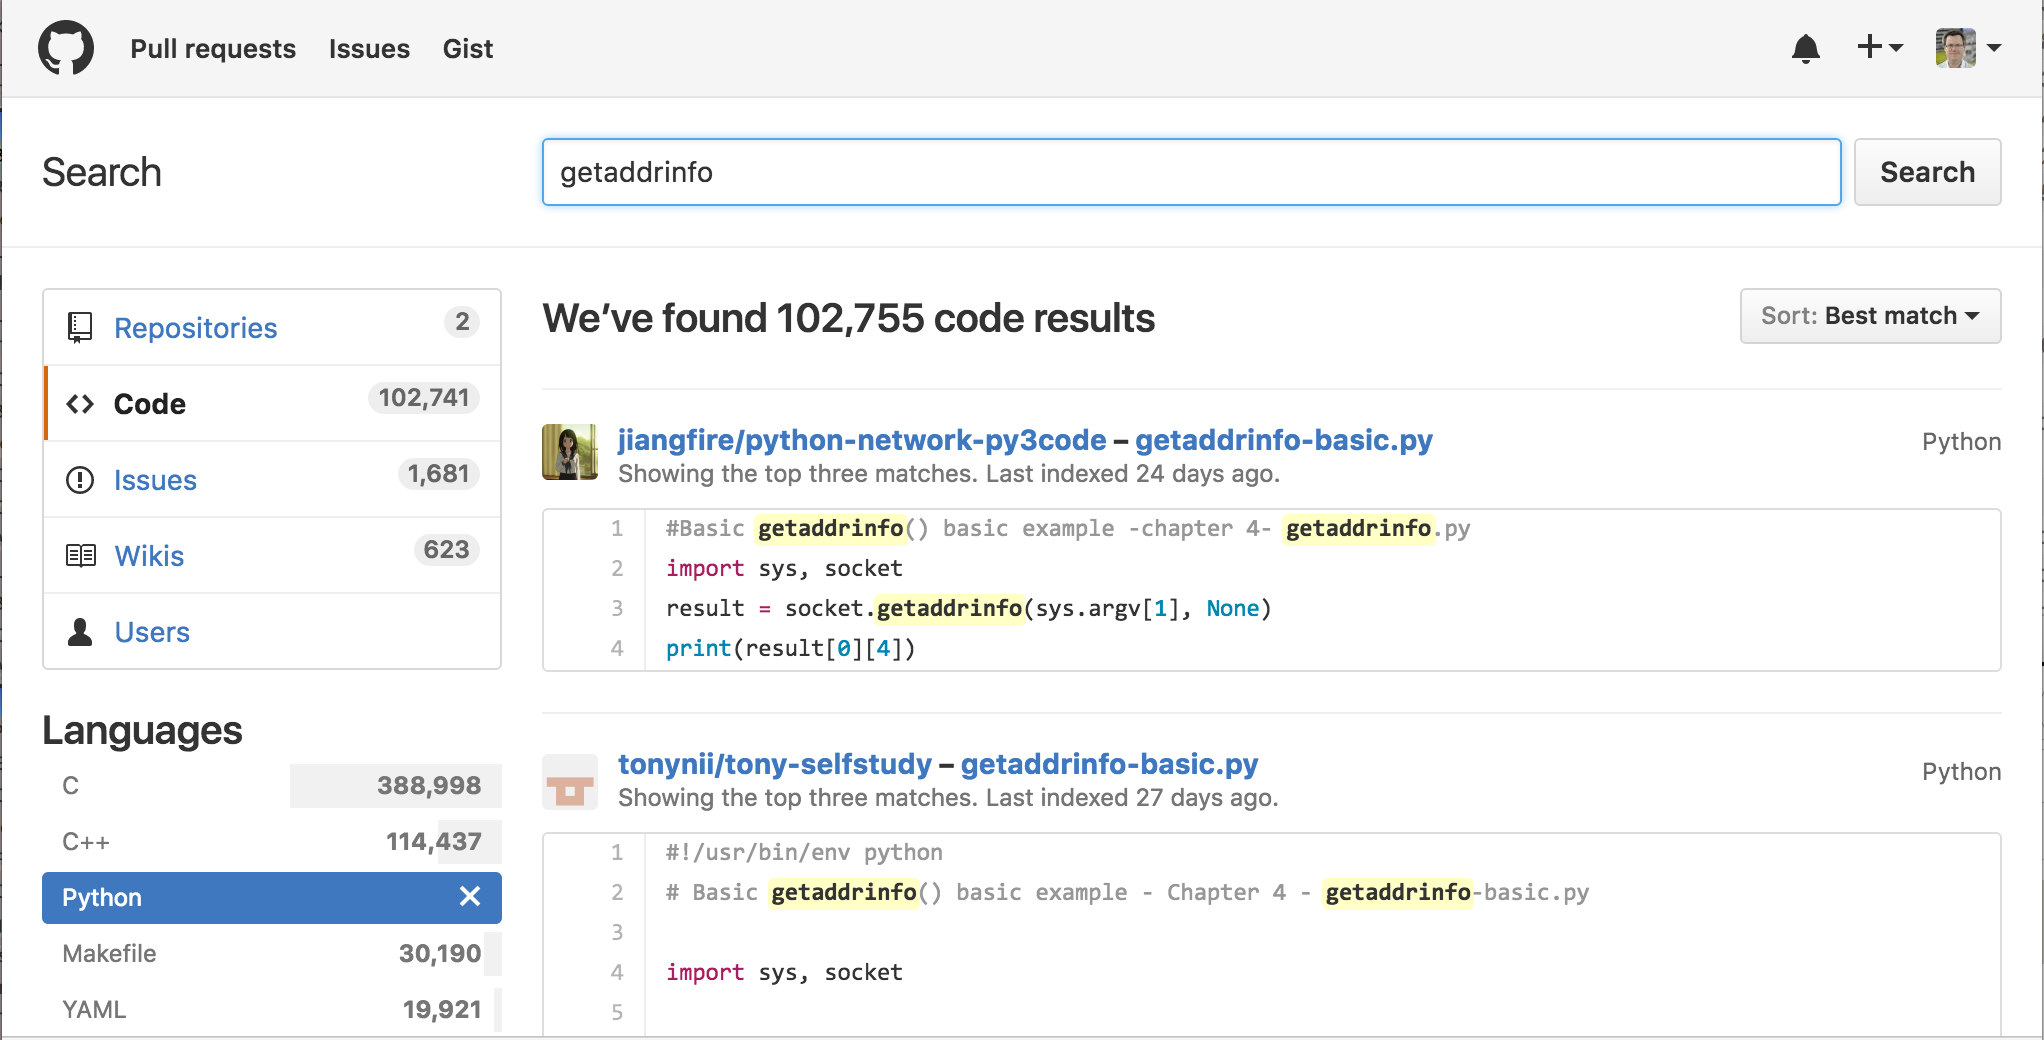 Pull requests Issues Gist
Search
getaddrinfo
Search
Repositories 2
Code 102,741
Issues 1,681
Wikis 623
Users
Languages
C 388,998
C++ 114,437
Python
Makefile 30,190
YAML 19,921
We’ve found 102,755 code results
Sort: Best match
jiangfire/python-network-py3code – getaddrinfo-basic.py
Python
Showing the top three matches. Last indexed 24 days ago.
1 #Basic getaddrinfo() basic example -chapter 4- getaddrinfo.py
2 import sys, socket
3 result = socket.getaddrinfo(sys.argv[1], None)
4 print(result[0][4])
tonynii/tony-selfstudy – getaddrinfo-basic.py
Python
Showing the top three matches. Last indexed 27 days ago.
1 #!/usr/bin/env python
2 # Basic getaddrinfo() basic example - Chapter 4 - getaddrinfo-basic.py
3
4 import sys, socket
5